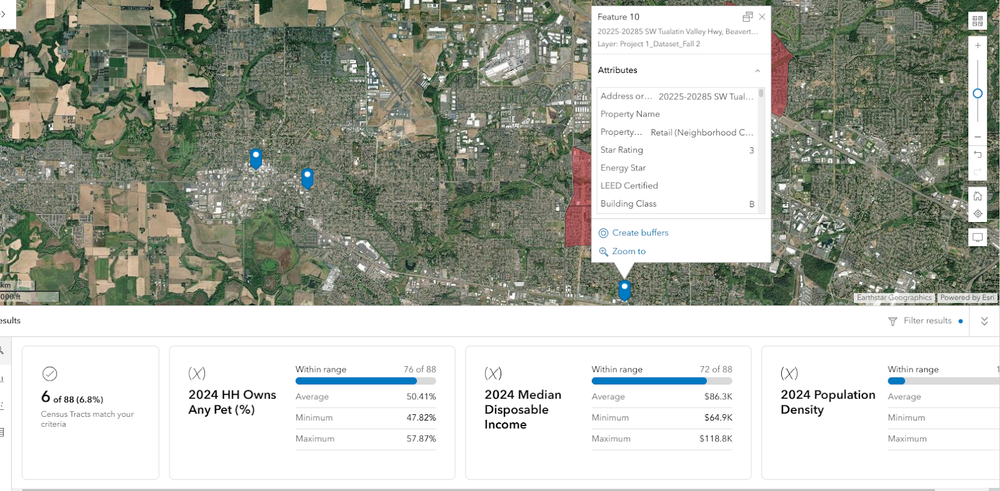 Feature 10
20225-20285 SW Tualatin Valley Hwy, Beavert...
Layer: Project 1_Dataset_Fall 2
Attributes
Address or... 20225-20285 SW Tual...
Property Name
Property... Retail (Neighborhood C...
Star Rating 3
Energy Star
LEED Certified
Building Class B
Create buffers
Zoom to
km
000 ft
Earthstar Geographics Powered by Esri
esults
Filter results
6 of 88 (6.8%)
Census Tracts match your
criteria
(X)
2024 HH Owns
Any Pet (%)
Within range 76 of 88
Average 50.41%
Minimum 47.82%
Maximum 57.87%
(X)
2024 Median
Disposable
Income
Within range 72 of 88
Average $86.3K
Minimum $64.9K
Maximum $118.8K
(X)
2024 Population
Density
Within range 1
Average
Minimum
Maximum